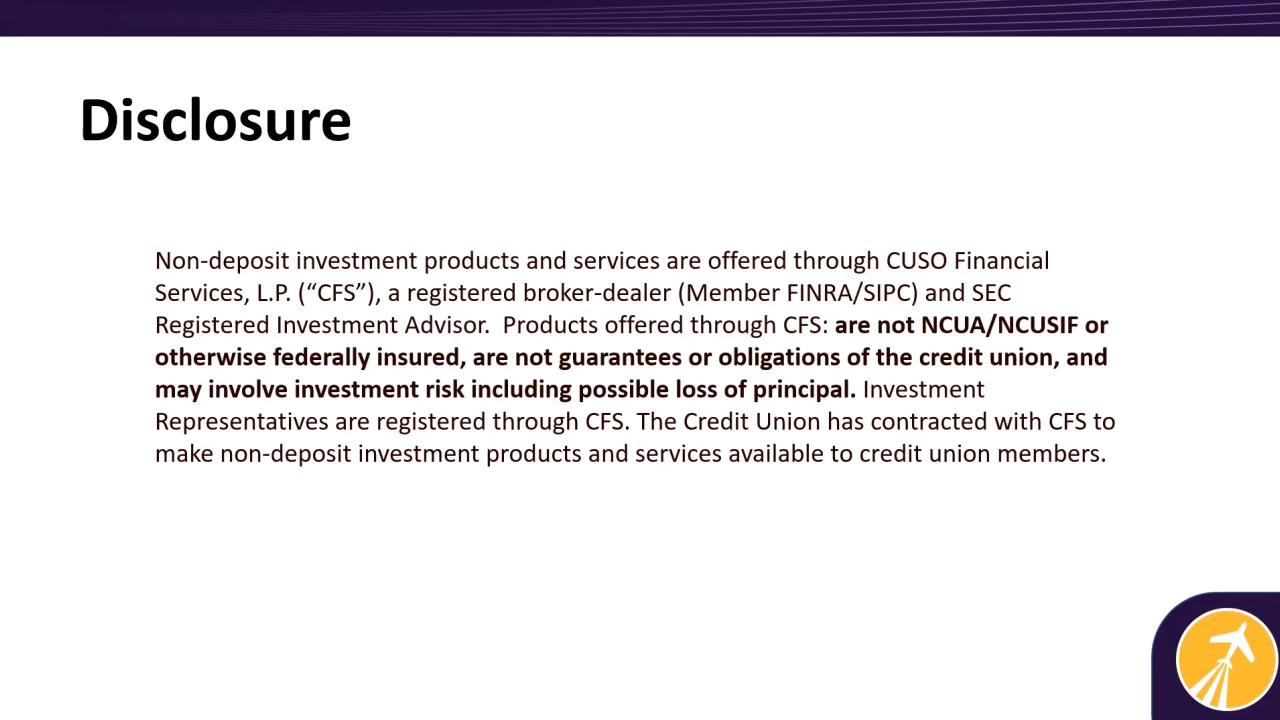 Disclosure
Non-deposit investment products and services are offered through CUSO Financial
Services, L.P. (“CFS”), a registered broker-dealer (Member FINRA/SIPC) and SEC
Registered Investment Advisor.  Products offered through CFS: are not NCUA/NCUSIF or
otherwise federally insured, are not guarantees or obligations of the credit union, and
may involve investment risk including possible loss of principal. Investment
Representatives are registered through CFS. The Credit Union has contracted with CFS to
make non-deposit investment products and services available to credit union members.